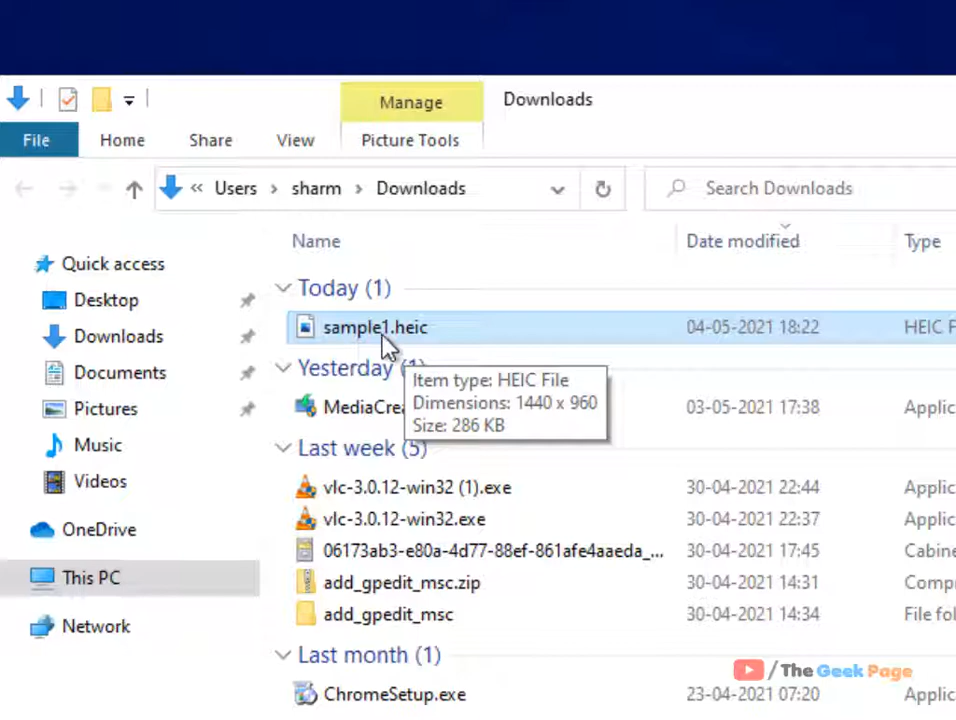 Manage
Downloads
File
Home
Share
View
Picture Tools
« Users › sharm › Downloads
Search Downloads
Name
Date modified
Type
Quick access
Desktop
Downloads
Documents
Pictures
Music
Videos
OneDrive
This PC
Network
Today (1)
sample1.heic
04-05-2021 18:22
HEIC F
Yesterday (1)
Item type: HEIC File
Dimensions: 1440 x 960
Size: 286 KB
MediaCrea
03-05-2021 17:38
Applic
Last week (5)
vlc-3.0.12-win32 (1).exe
30-04-2021 22:44
Applic
vlc-3.0.12-win32.exe
30-04-2021 22:37
Applic
06173ab3-e80a-4d77-88ef-861afe4aaeda_...
30-04-2021 17:45
Cabine
add_gpedit_msc.zip
30-04-2021 14:31
Compr
add_gpedit_msc
30-04-2021 14:34
File fol
Last month (1)
ChromeSetup.exe
23-04-2021 07:20
Applic
/ The Geek Page